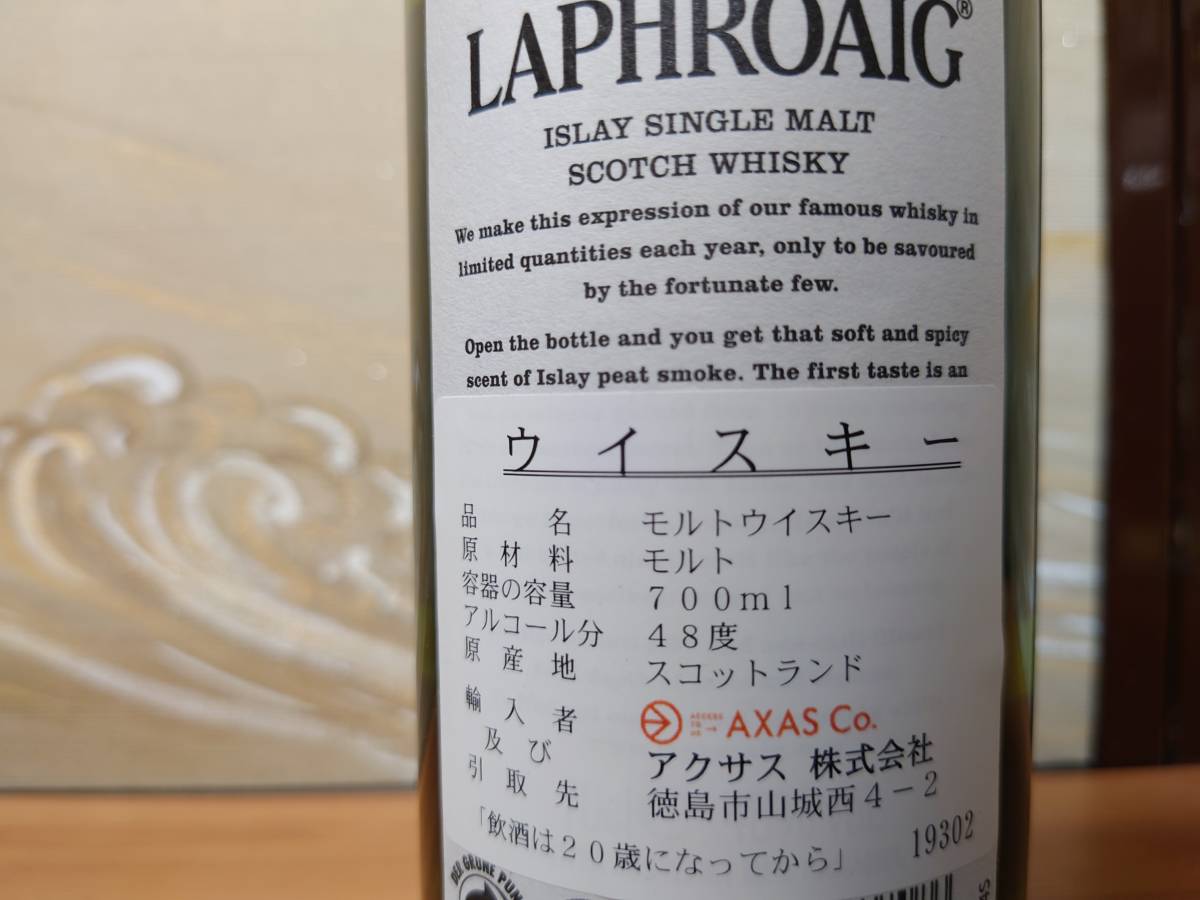 LAPHROAIG®
ISLAY SINGLE MALT
SCOTCH WHISKY
We make this expression of our famous whisky in
limited quantities each year, only to be savoured
by the fortunate few.
Open the bottle and you get that soft and spicy
scent of Islay peat smoke. The first taste is an
ウイスキー
品名 モルトウイスキー
原材料 モルト
容器の容量 700ml
アルコール分 48度
原産地 スコットランド
輸入者及び引取先 AXAS Co.
アクサス 株式会社
徳島市山城西4-2
「飲酒は20歳になってから」 19302
DER GRÜNE PUN